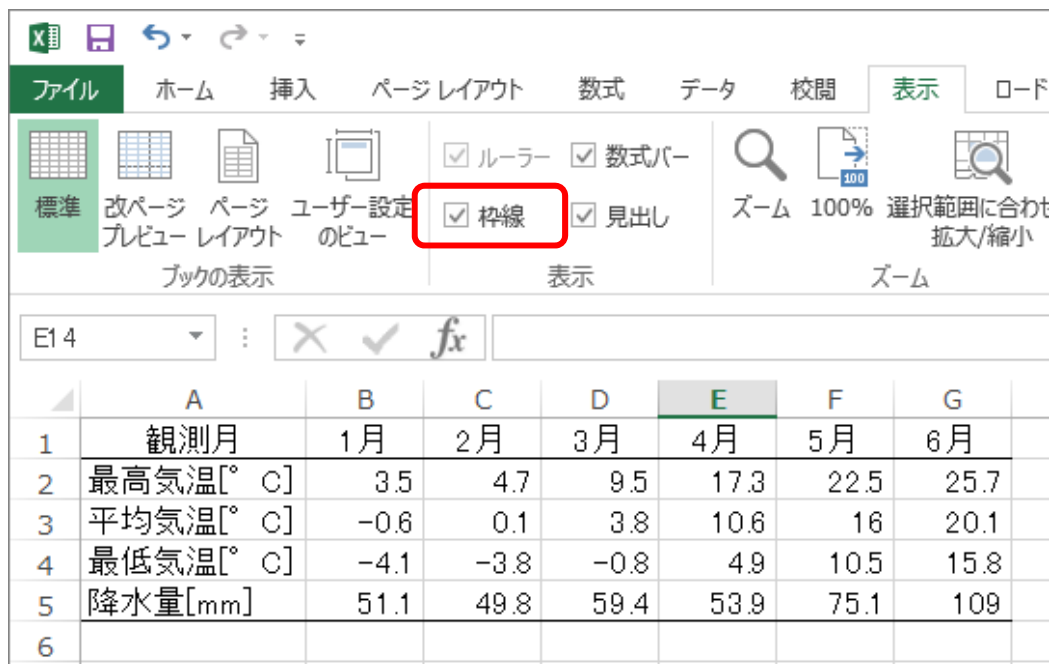 ファイル ホーム 挿入 ページ レイアウト 数式 データ 校閲 表示 ロード
ルーラー 数式バー
100
標準 改ページ ページ ユーザー設定 枠線 見出し ズーム 100% 選択範囲に合わせ
プレビュー レイアウト のビュー 拡大/縮小
ブックの表示 表示 ズーム
E14 fx
A B C D E F G
1 観測月 1月 2月 3月 4月 5月 6月
2 最高気温[° C] 3.5 4.7 9.5 17.3 22.5 25.7
3 平均気温[° C] -0.6 0.1 3.8 10.6 16 20.1
4 最低気温[° C] -4.1 -3.8 -0.8 4.9 10.5 15.8
5 降水量[mm] 51.1 49.8 59.4 53.9 75.1 109
6